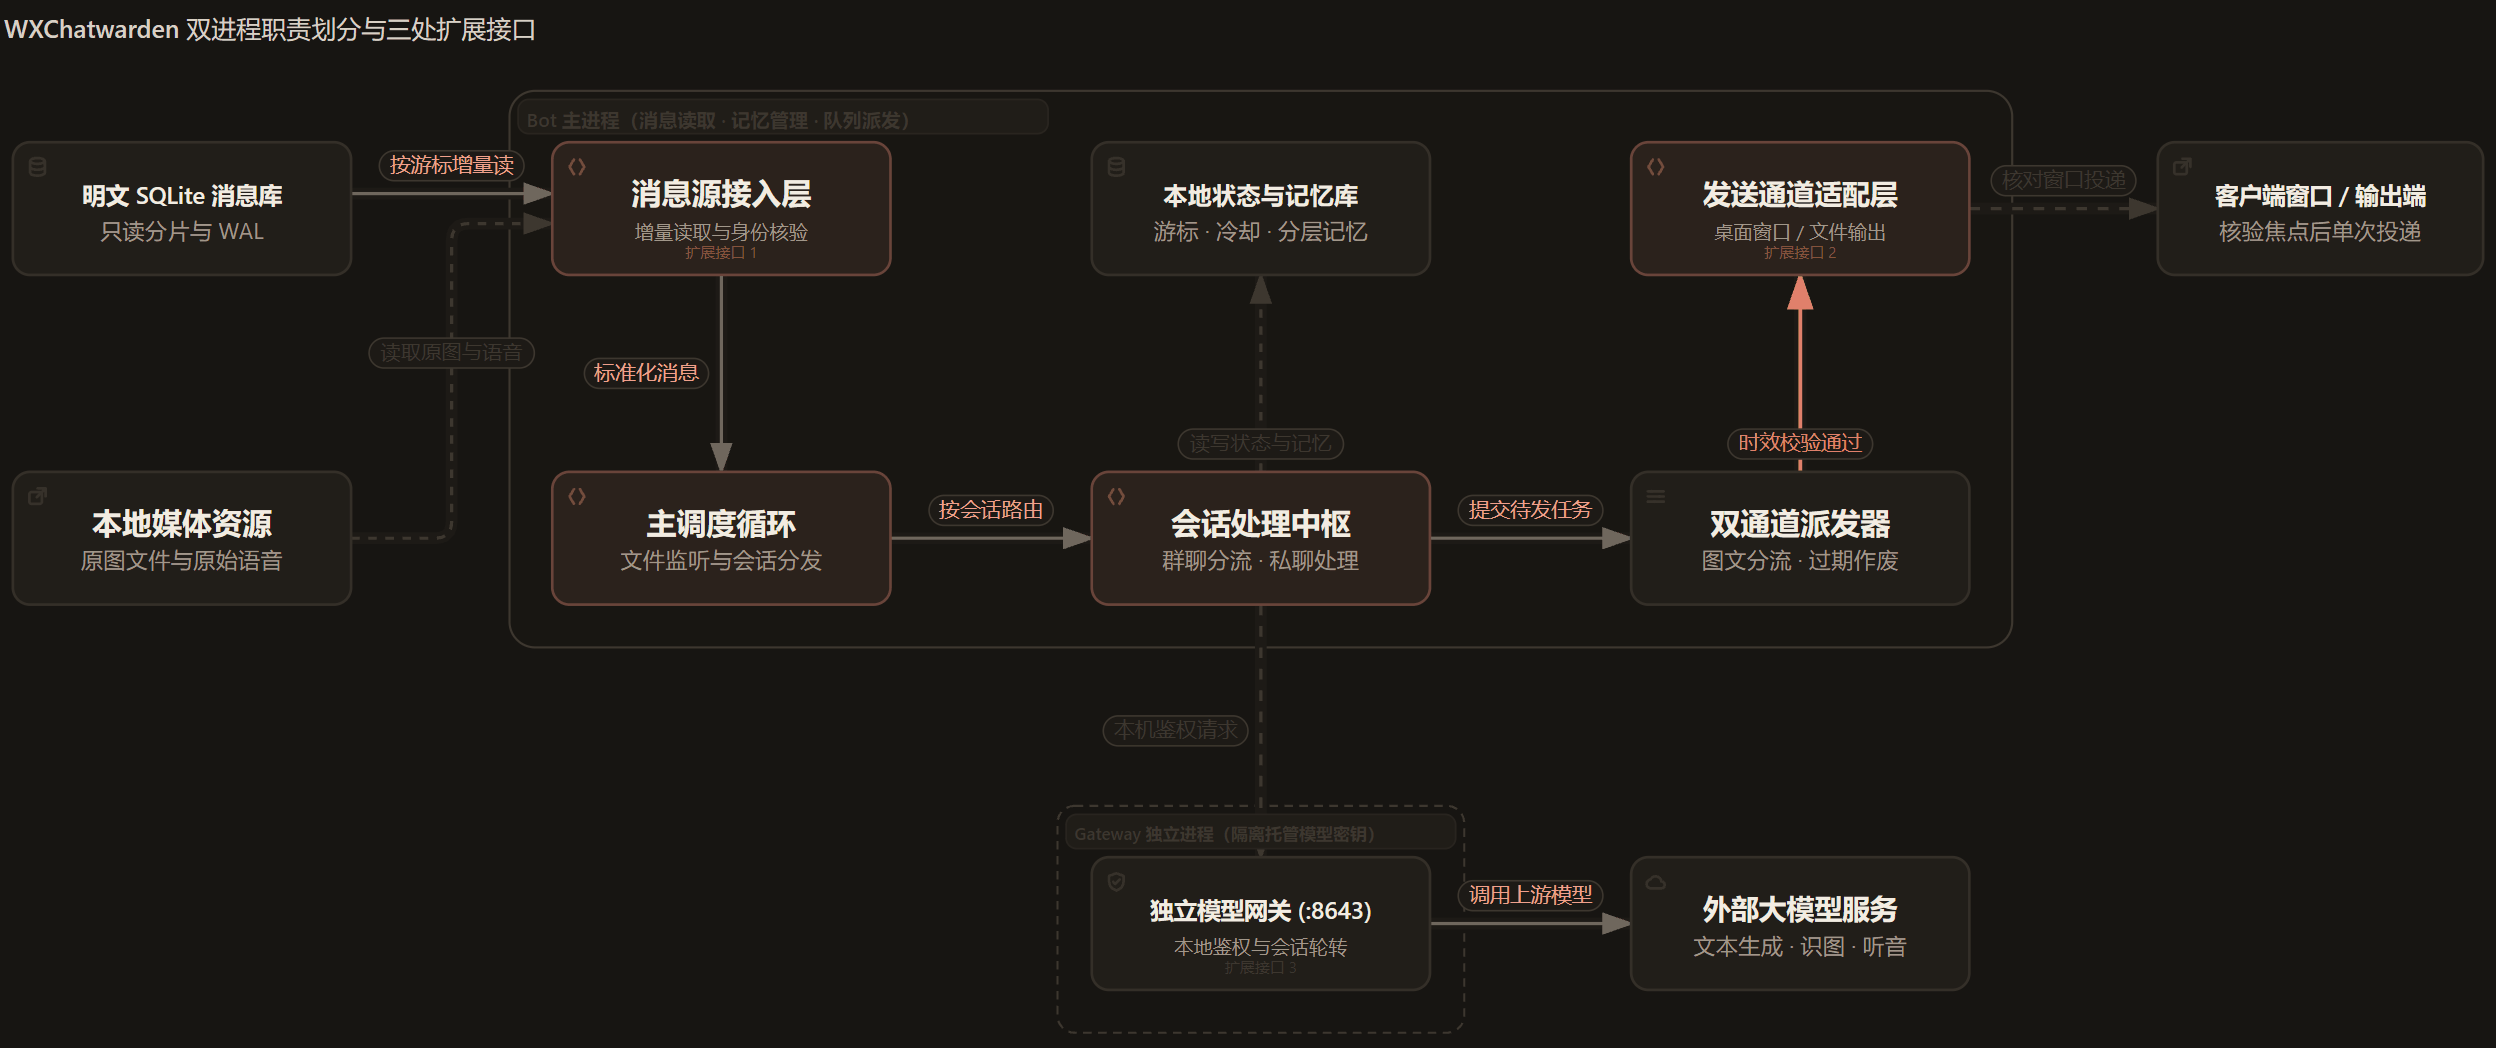 WXChatwarden 双进程职责划分与三处扩展接口
Bot 主进程（消息读取 · 记忆管理 · 队列派发）
明文 SQLite 消息库
只读分片与 WAL
按游标增量读
消息源接入层
增量读取与身份核验
扩展接口 1
本地状态与记忆库
游标 · 冷却 · 分层记忆
发送通道适配层
桌面窗口 / 文件输出
扩展接口 2
核对窗口投递
客户端窗口 / 输出端
核验焦点后单次投递
读取原图与语音
标准化消息
读写状态与记忆
时效校验通过
本地媒体资源
原图文件与原始语音
主调度循环
文件监听与会话分发
按会话路由
会话处理中枢
群聊分流 · 私聊处理
提交待发任务
双通道派发器
图文分流 · 过期作废
本机鉴权请求
Gateway 独立进程（隔离托管模型密钥）
独立模型网关 (:8643)
本地鉴权与会话轮转
扩展接口 3
调用上游模型
外部大模型服务
文本生成 · 识图 · 听音